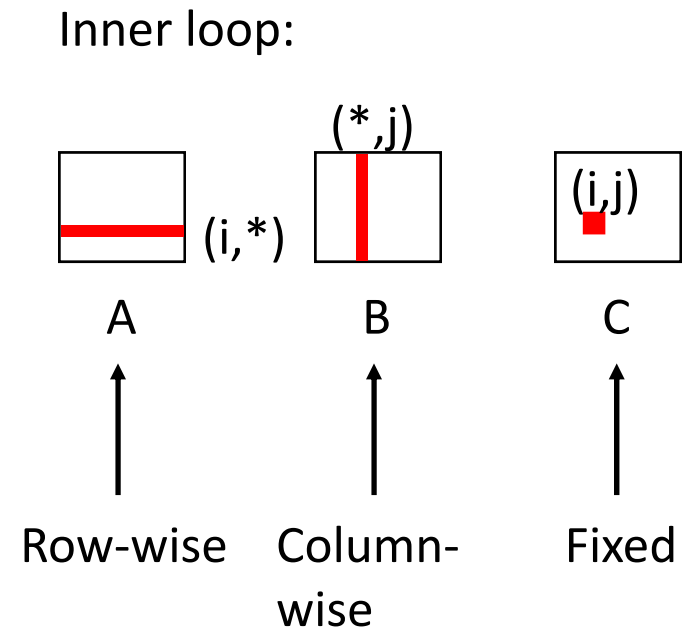 Inner loop:
(*,j)
(i,j)
(i,*)
A B C
Row-wise Column- Fixed
wise